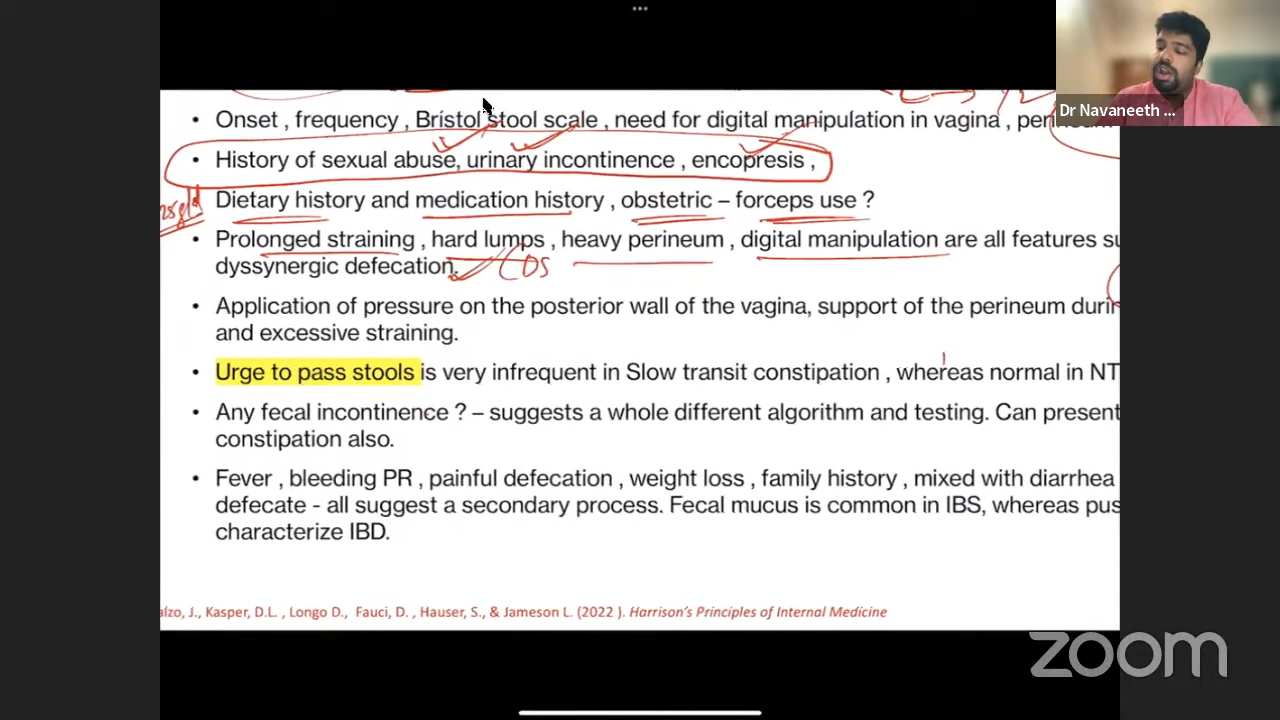 Dr Navaneeth ...
• Onset , frequency , Bristol stool scale , need for digital manipulation in vagina ,
• History of sexual abuse, urinary incontinence , encopresis ,
Dietary history and medication history , obstetric – forceps use ?
• Prolonged straining , hard lumps , heavy perineum , digital manipulation are all features
dyssynergic defecation.
DS
• Application of pressure on the posterior wall of the vagina, support of the perineum
and excessive straining.
• Urge to pass stools is very infrequent in Slow transit constipation , whereas normal in NT
• Any fecal incontinence ? – suggests a whole different algorithm and testing. Can present
constipation also.
• Fever , bleeding PR , painful defecation , weight loss , family history , mixed with diarrhea
defecate - all suggest a secondary process. Fecal mucus is common in IBS, whereas pus
characterize IBD.
J., Kasper, D.L. , Longo D., Fauci, D. , Hauser, S., & Jameson L. (2022 ). Harrison's Principles of Internal Medicine
zoom